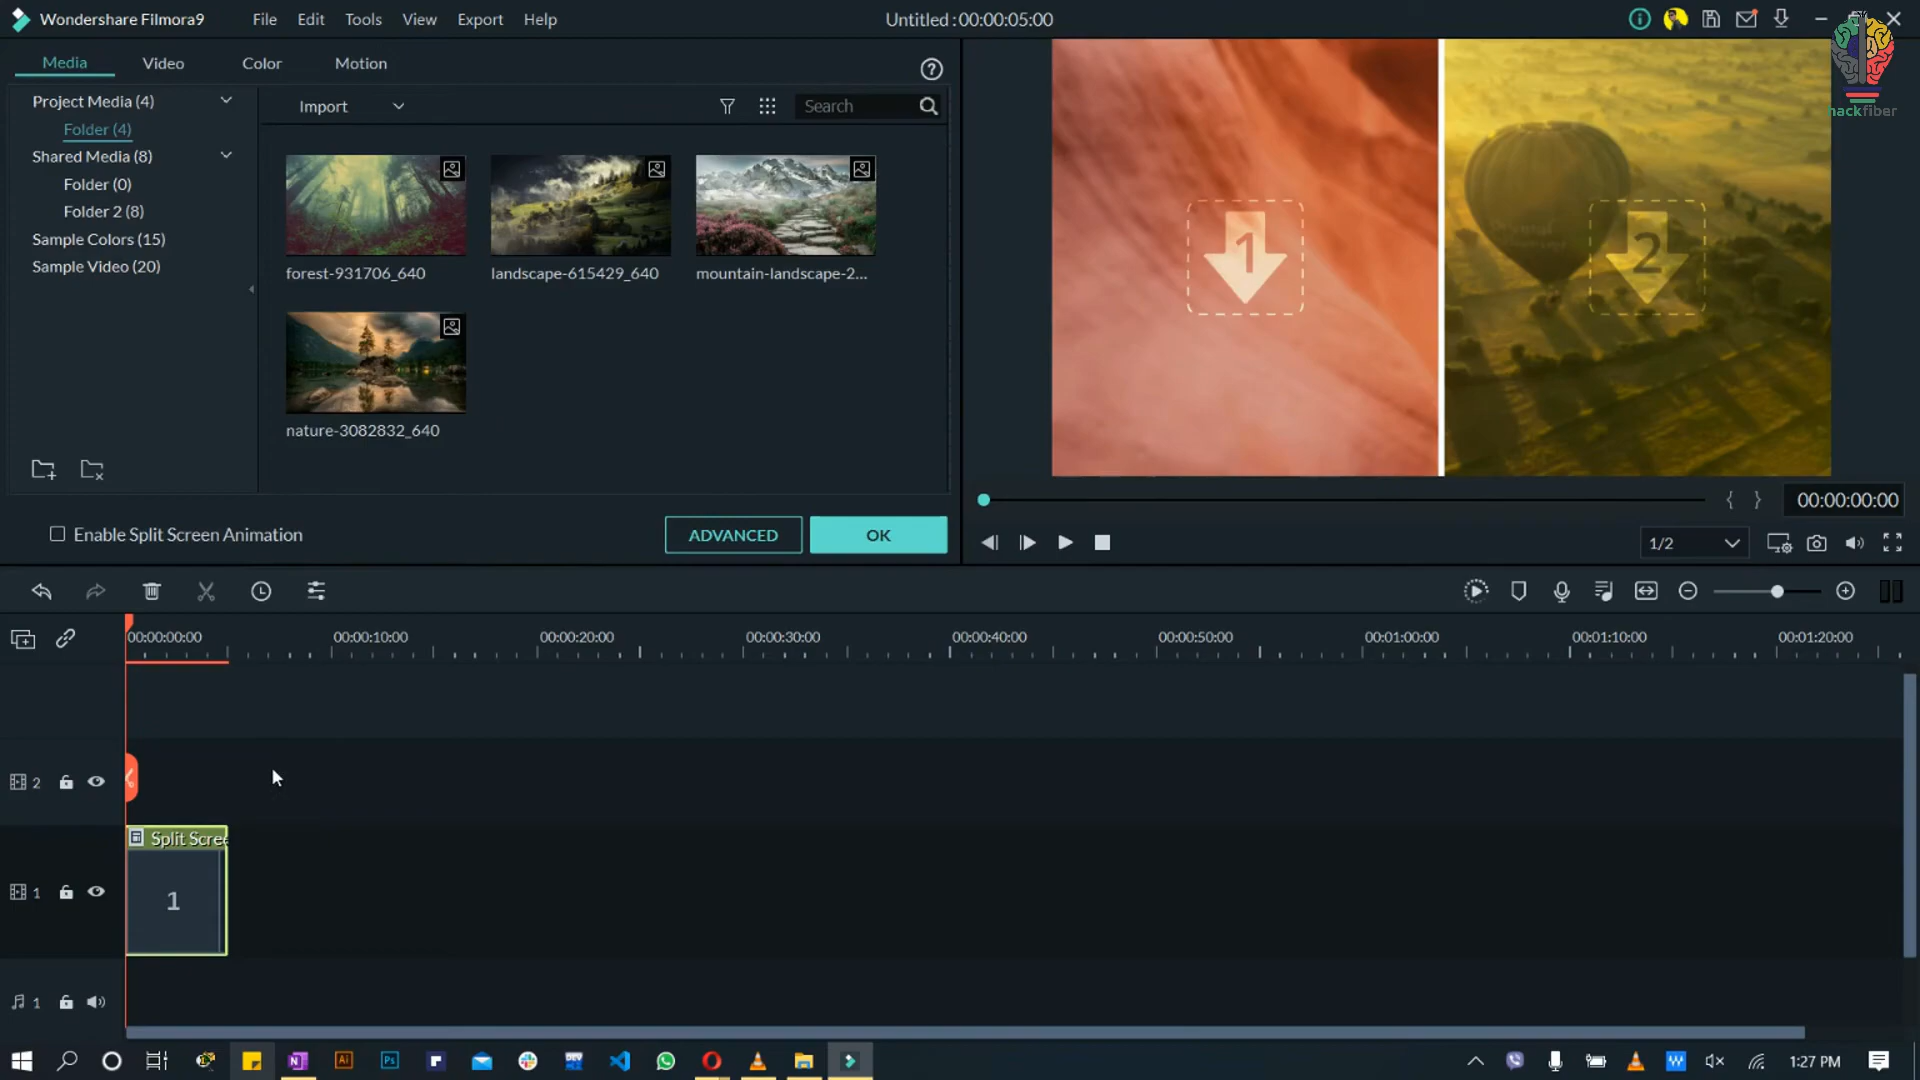 Wondershare Filmora9
File Edit Tools View Export Help
Untitled : 00:00:05:00
hackfiber
Media Video Color Motion
Project Media (4)
Folder (4)
Shared Media (8)
Folder (0)
Folder 2 (8)
Sample Colors (15)
Sample Video (20)
Import
Search
forest-931706_640
landscape-615429_640
mountain-landscape-2...
nature-3082832_640
Enable Split Screen Animation
ADVANCED
OK
1
2
00:00:00:00
1/2
00:00:00:00 00:00:10:00 00:00:20:00 00:00:30:00 00:00:40:00 00:00:50:00 00:01:00:00 00:01:10:00 00:01:20:00
2
Split Scree
1
1
1
1:27 PM